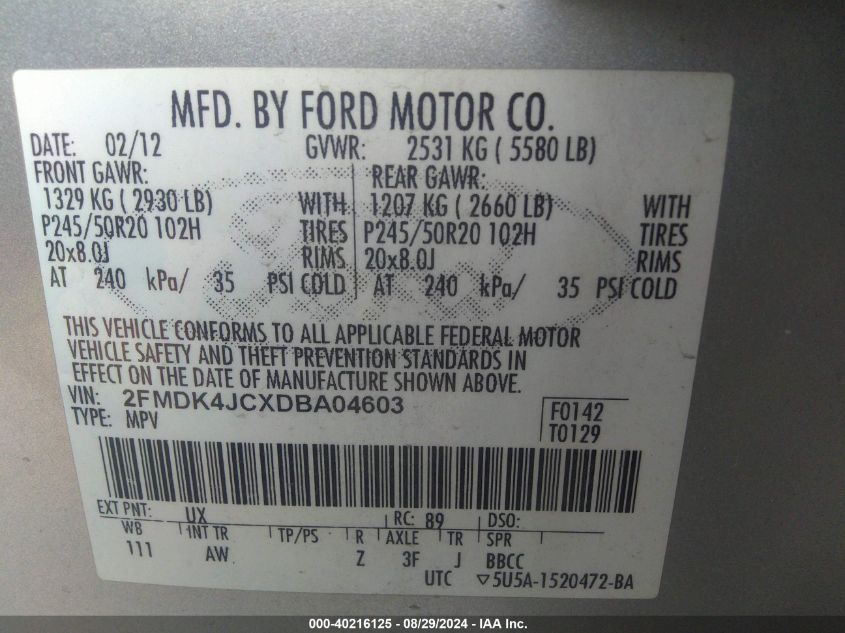 MFD. BY FORD MOTOR CO.
DATE: 02/12 GVWR: 2531 KG ( 5580 LB)
FRONT GAWR: REAR GAWR:
1329 KG ( 2930 LB) WITH 1207 KG ( 2660 LB) WITH
P245/50R20 102H TIRES P245/50R20 102H TIRES
20x8.0J RIMS 20x8.0J RIMS
AT 240 kPa/ 35 PSI COLD AT 240 kPa/ 35 PSI COLD
THIS VEHICLE CONFORMS TO ALL APPLICABLE FEDERAL MOTOR
VEHICLE SAFETY AND THEFT PREVENTION STANDARDS IN
EFFECT ON THE DATE OF MANUFACTURE SHOWN ABOVE.
VIN: 2FMDK4JCXDBA04603 F0142
TYPE: MPV T0129
EXT PNT: UX RC: 89 DSO:
WB INT TR TP/PS R AXLE TR SPR
111 AW Z 3F J BBCC
UTC ▽5U5A-1520472-BA
000-40216125 - 08/29/2024 - IAA Inc.